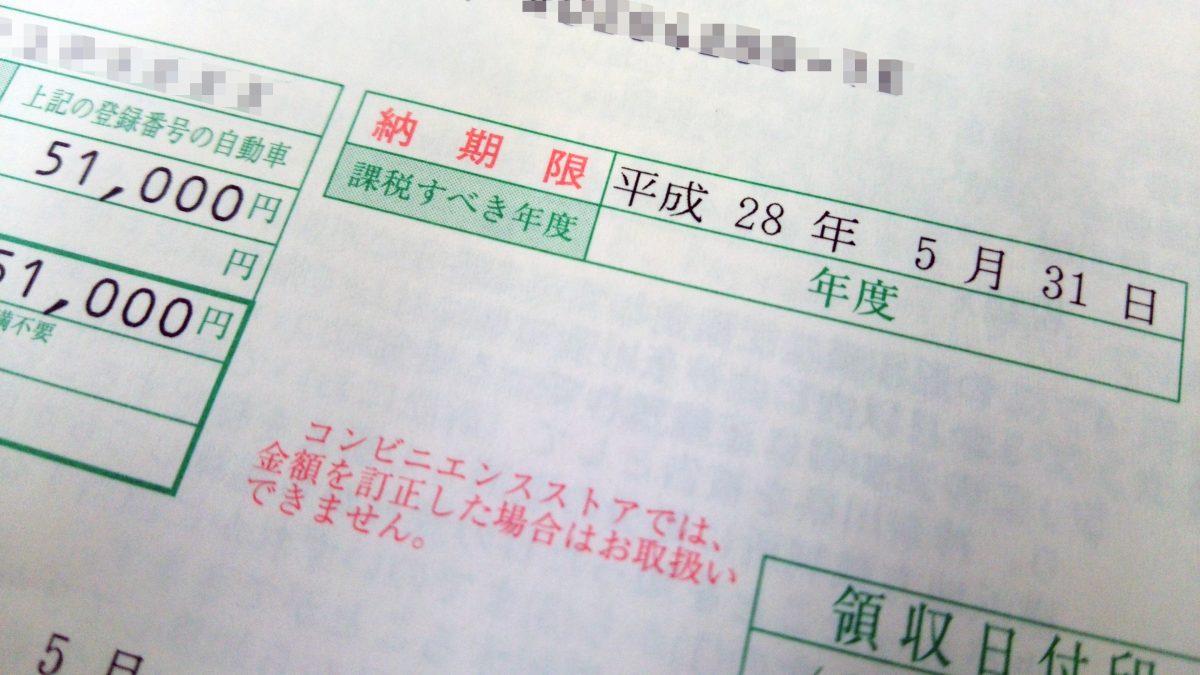 上記の登録番号の自動車
51,000円
円
51,000円
備不要
納期限 平成 28 年 5 月 31 日
課税すべき年度 年度
コンビニエンスストアでは、
金額を訂正した場合はお取扱い
できません。
領収日付印
5 月